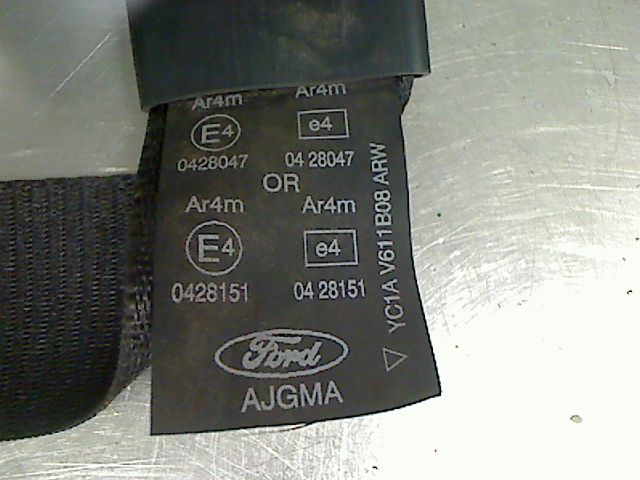 Ar4m Ar4m
E4 e4
0428047 04 28047
OR
Ar4m Ar4m
E4 e4
0428151 04 28151
Ford
AJGMA
YC1A V611B08 ARW